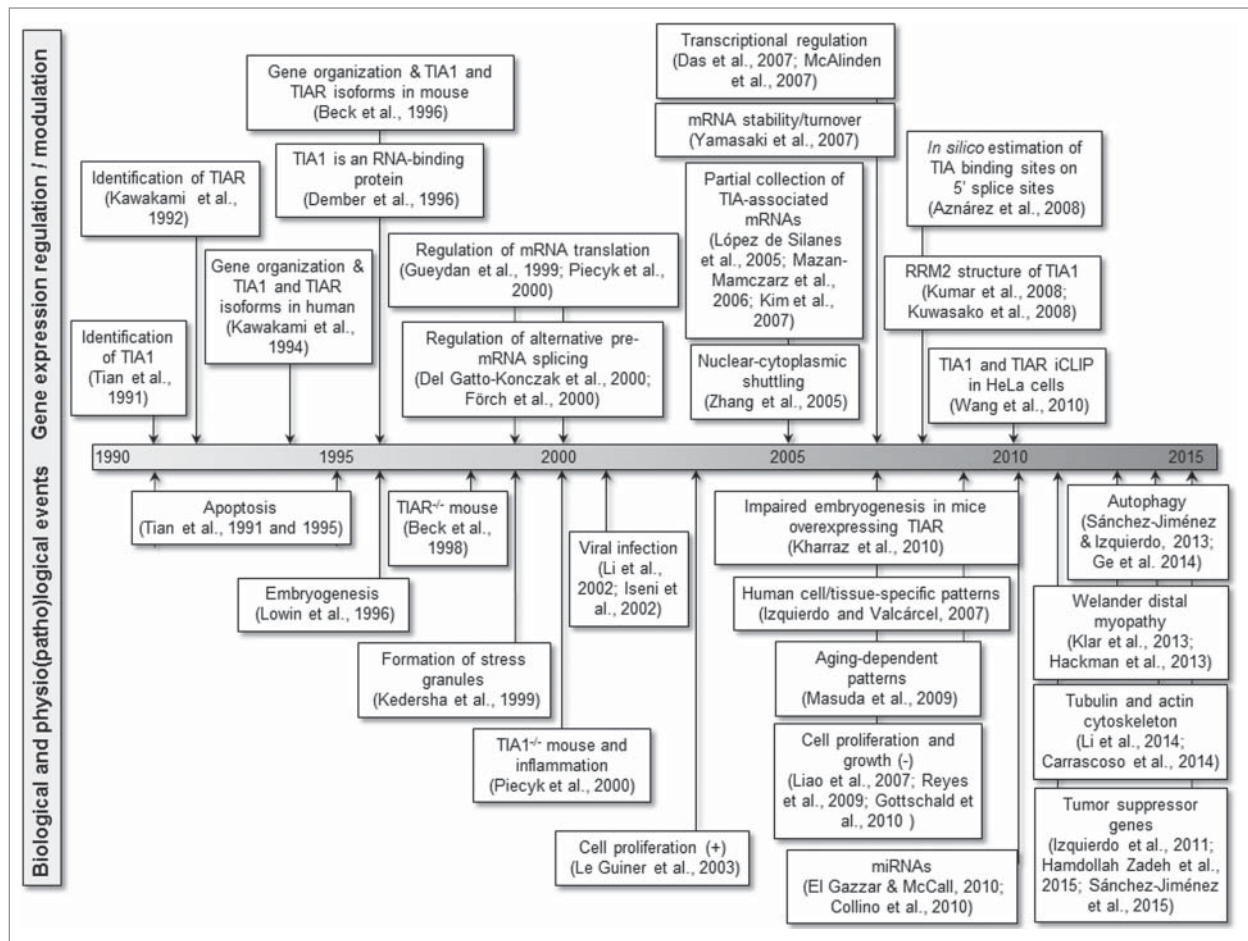 Gene expression regulation / modulation
Identification
of TIA1
(Tian et al.,
1991)
Identification of TIAR
(Kawakami et al.,
1992)
Gene organization &
TIA1 and TIAR
isoforms in human
(Kawakami et al.,
1994)
Gene organization & TIA1 and
TIAR isoforms in mouse
(Beck et al., 1996)
TIA1 is an RNA-binding
protein
(Dember et al., 1996)
Regulation of mRNA translation
(Gueydan et al., 1999; Piecyk et al.,
2000)
Regulation of alternative pre-
mRNA splicing
(Del Gatto-Konczak et al., 2000;
Förch et al., 2000)
Transcriptional regulation
(Das et al., 2007; McAlinden
et al., 2007)
mRNA stability/turnover
(Yamasaki et al., 2007)
Partial collection of
TIA-associated
mRNAs
(López de Silanes
et al., 2005; Mazan-
Mamczarz et al.,
2006; Kim et al.,
2007)
Nuclear-cytoplasmic
shuttling
(Zhang et al., 2005)
In silico estimation of
TIA binding sites on
5' splice sites
(Aznárez et al., 2008)
RRM2 structure of TIA1
(Kumar et al., 2008;
Kuwasako et al., 2008)
TIA1 and TIAR iCLIP
in HeLa cells
(Wang et al., 2010)
1990 1995 2000 2005 2010 2015
Biological and physio(patho)logical events
Apoptosis
(Tian et al., 1991 and 1995)
Embryogenesis
(Lowin et al., 1996)
TIAR-/- mouse
(Beck et al.,
1998)
Formation of stress
granules
(Kedersha et al., 1999)
TIA1-/- mouse and
inflammation
(Piecyk et al., 2000)
Viral infection
(Li et al.,
2002; Iseni et
al., 2002)
Cell proliferation (+)
(Le Guiner et al., 2003)
Impaired embryogenesis in mice
overexpressing TIAR
(Kharraz et al., 2010)
Human cell/tissue-specific patterns
(Izquierdo and Valcárcel, 2007)
Aging-dependent
patterns
(Masuda et al., 2009)
Cell proliferation and
growth (-)
(Liao et al., 2007; Reyes
et al., 2009; Gottschald et
al., 2010 )
miRNAs
(El Gazzar & McCall, 2010;
Collino et al., 2010)
Autophagy
(Sánchez-Jiménez
& Izquierdo, 2013;
Ge et al. 2014)
Welander distal
myopathy
(Klar et al., 2013;
Hackman et al., 2013)
Tubulin and actin
cytoskeleton
(Li et al., 2014;
Carrascoso et al., 2014)
Tumor suppressor
genes
(Izquierdo et al., 2011;
Hamdollah Zadeh et al.,
2015; Sánchez-Jiménez
et al., 2015)